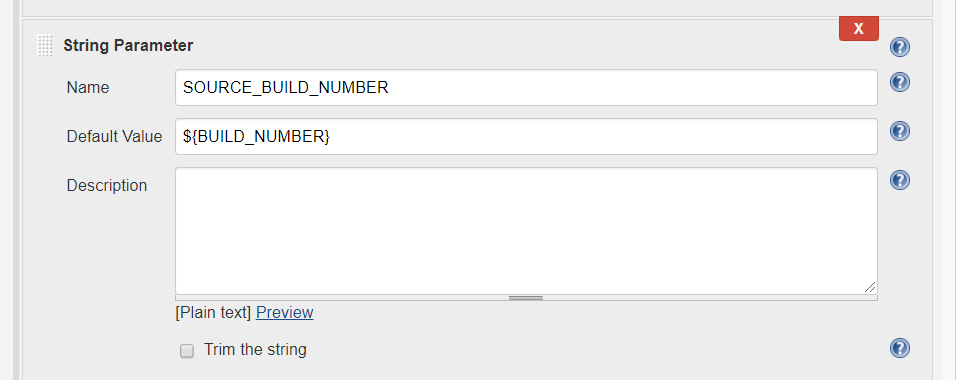 X
String Parameter
Name
SOURCE_BUILD_NUMBER
Default Value
${BUILD_NUMBER}
Description
[Plain text] Preview
Trim the string